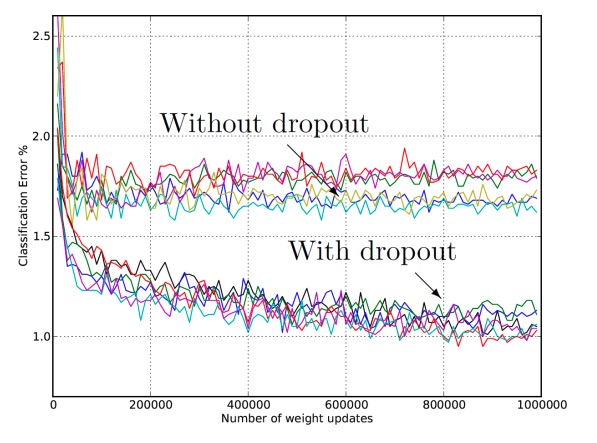 2.5
2.0
1.5
1.0
Classification Error %
Without dropout
With dropout
0 200000 400000 600000 800000 1000000
Number of weight updates